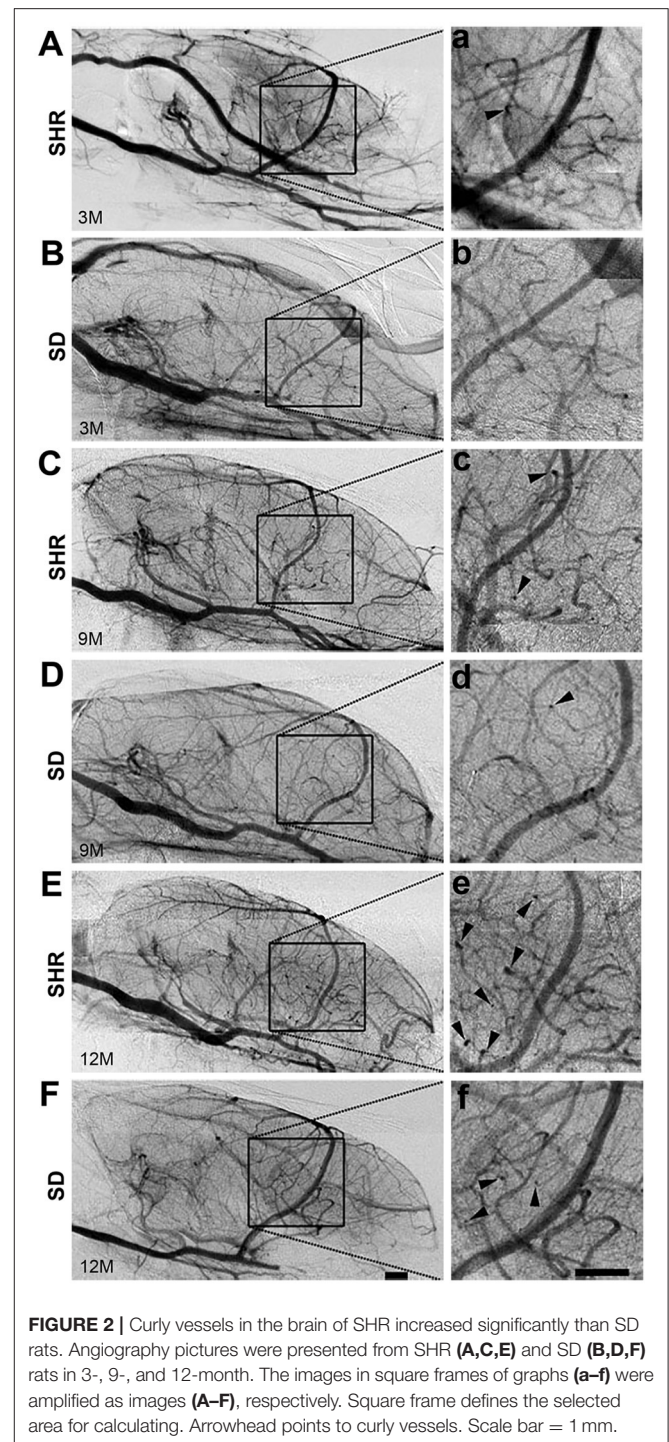 A
a
SHR
3M
B
b
SD
3M
C
c
SHR
9M
D
d
SD
9M
E
e
SHR
12M
F
f
SD
12M
FIGURE 2 | Curly vessels in the brain of SHR increased significantly than SD
rats. Angiography pictures were presented from SHR (A,C,E) and SD (B,D,F)
rats in 3-, 9-, and 12-month. The images in square frames of graphs (a–f) were
amplified as images (A–F), respectively. Square frame defines the selected
area for calculating. Arrowhead points to curly vessels. Scale bar = 1 mm.